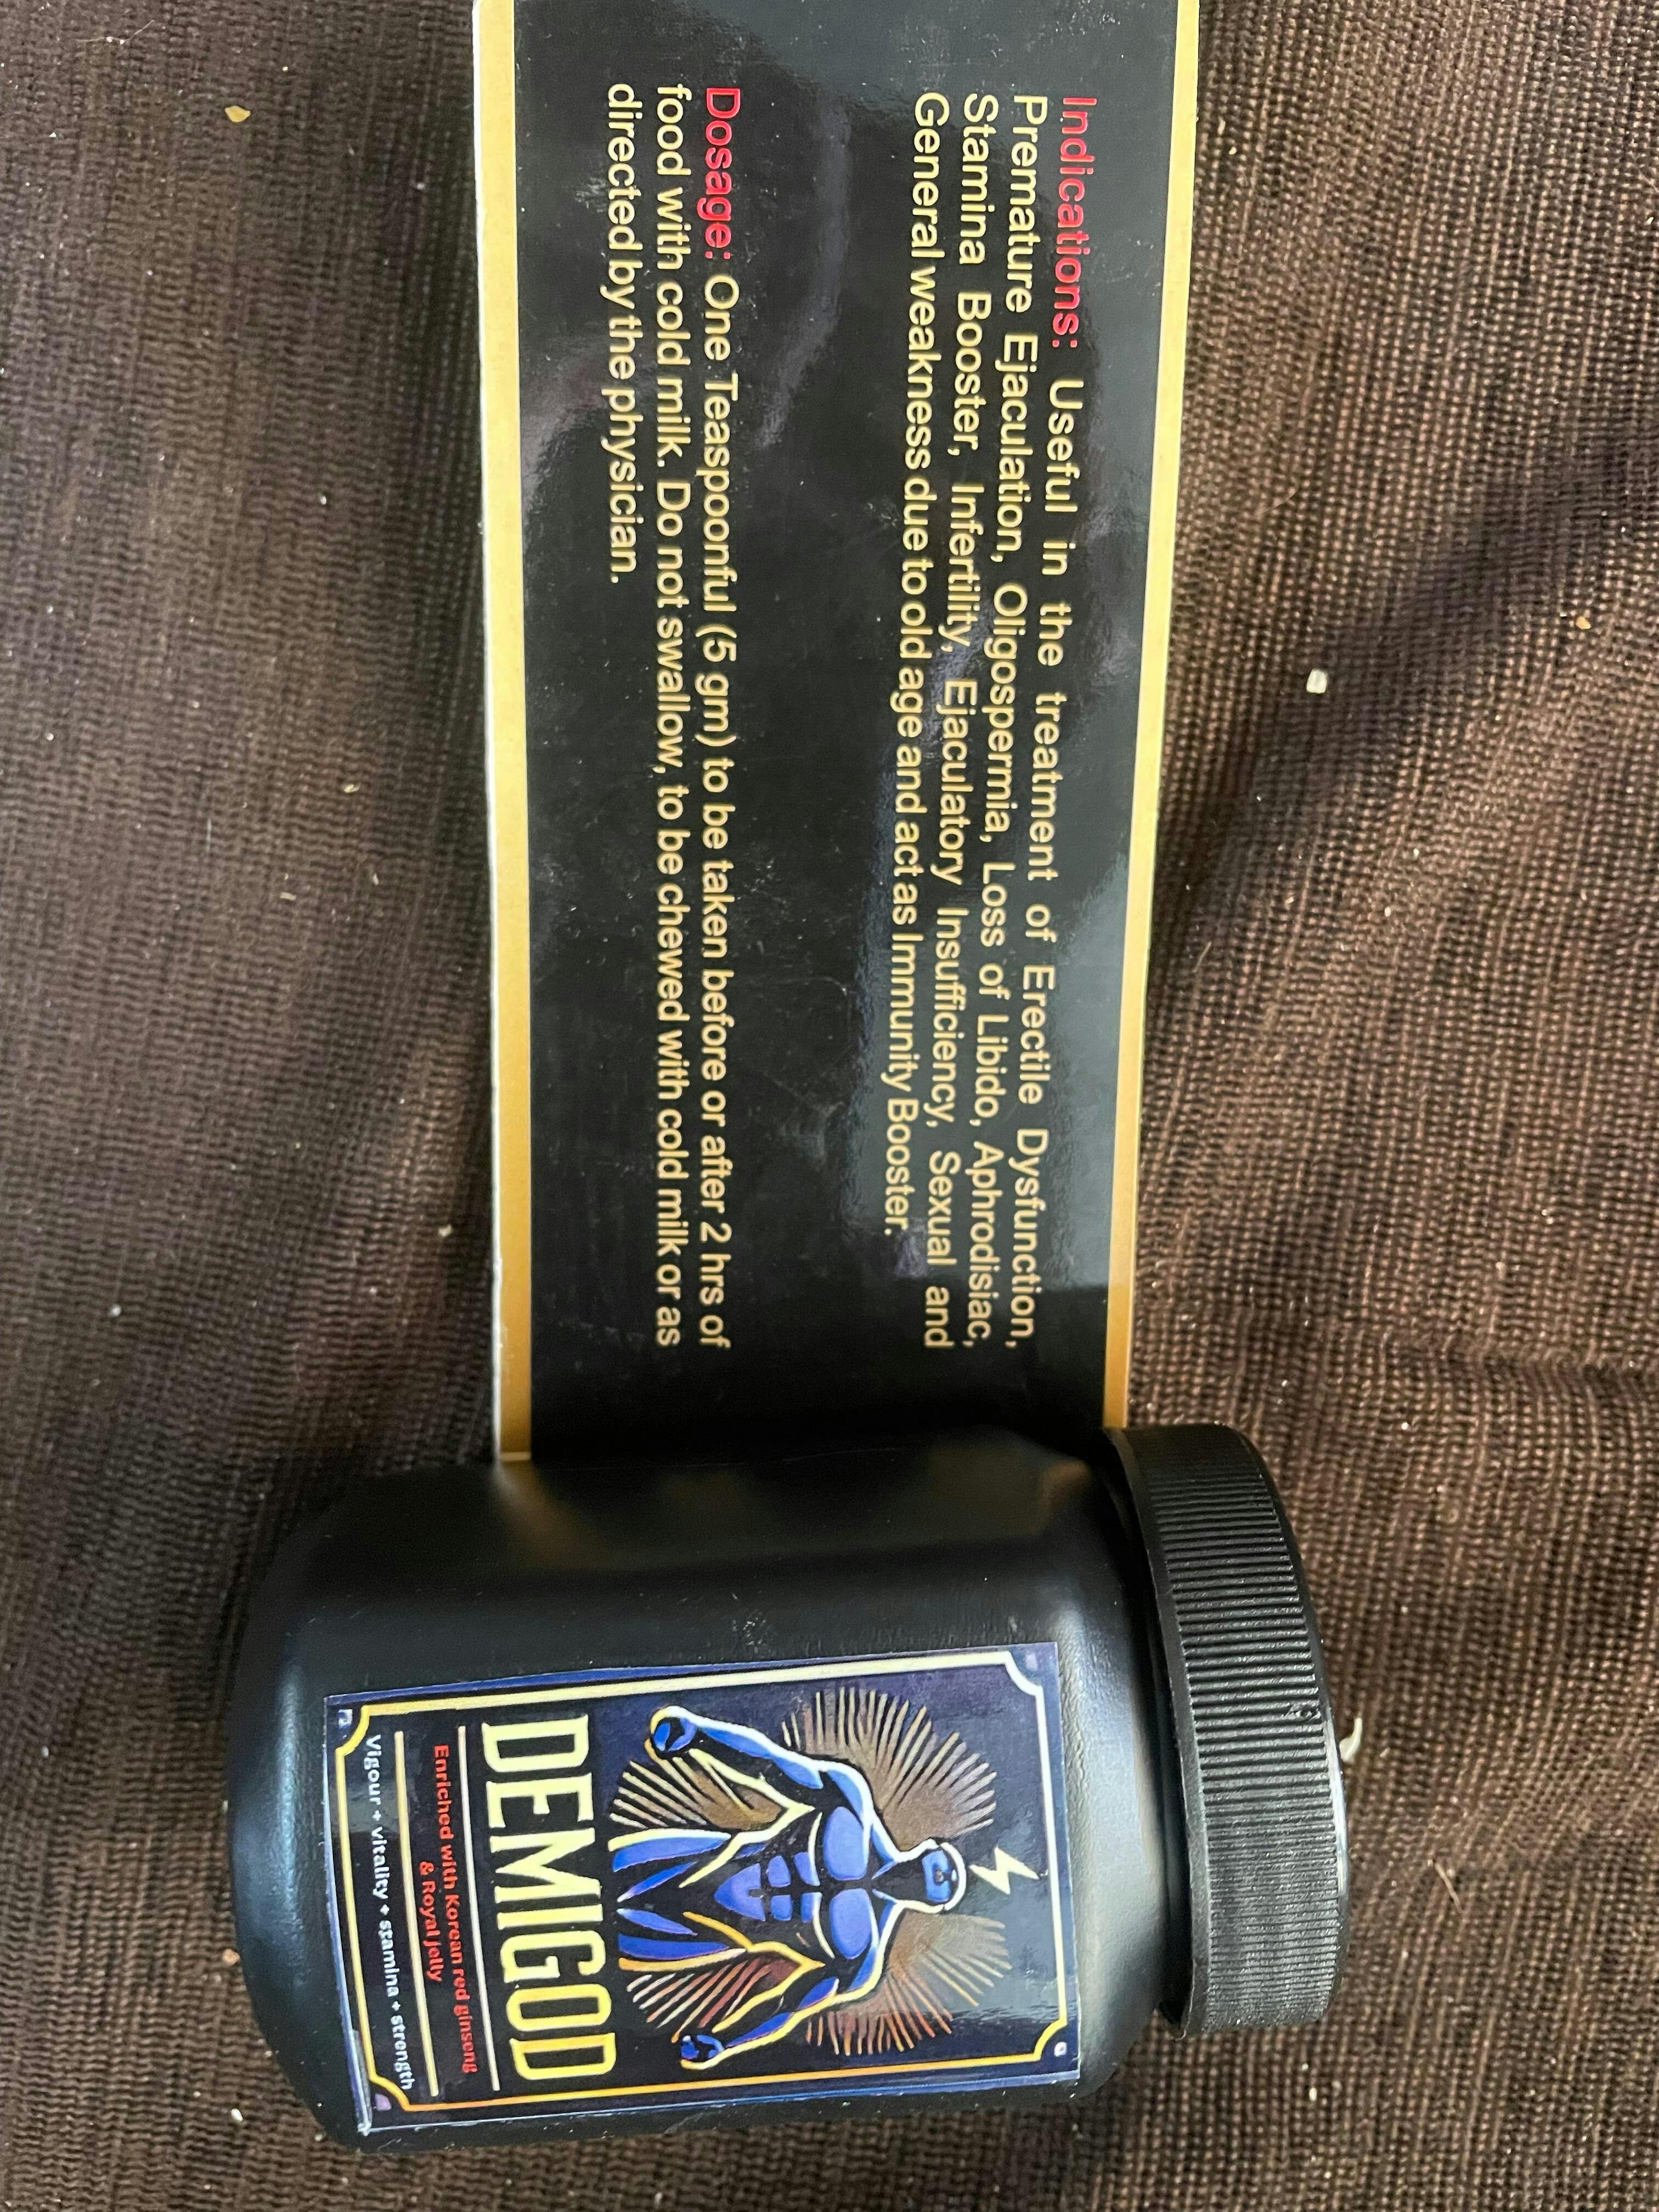 Indications: Useful in the treatment of Erectile Dysfunction,
Premature Ejaculation, Oligospermia, Loss of Libido, Aphrodisiac,
Stamina Booster, Infertility, Ejaculatory Insufficiency, Sexual and
General weakness due to old age and act as Immunity Booster.
Dosage: One Teaspoonful (5 gm) to be taken before or after 2 hrs of
food with cold milk. Do not swallow, to be chewed with cold milk or as
directed by the physician.
DEMIGOD
Enriched with Korean red ginseng
& Royal jelly
Vigour + vitality + ssamina + strength